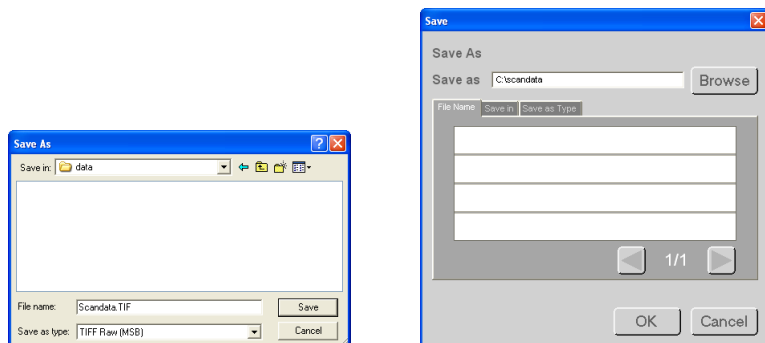 Save As
Save in: data
File name: Scandata.TIF
Save
Save as type: TIFF Raw (MSB)
Cancel
Save
Save As
Save as C:\scandata Browse
File Name Save in Save as Type
1/1
OK Cancel